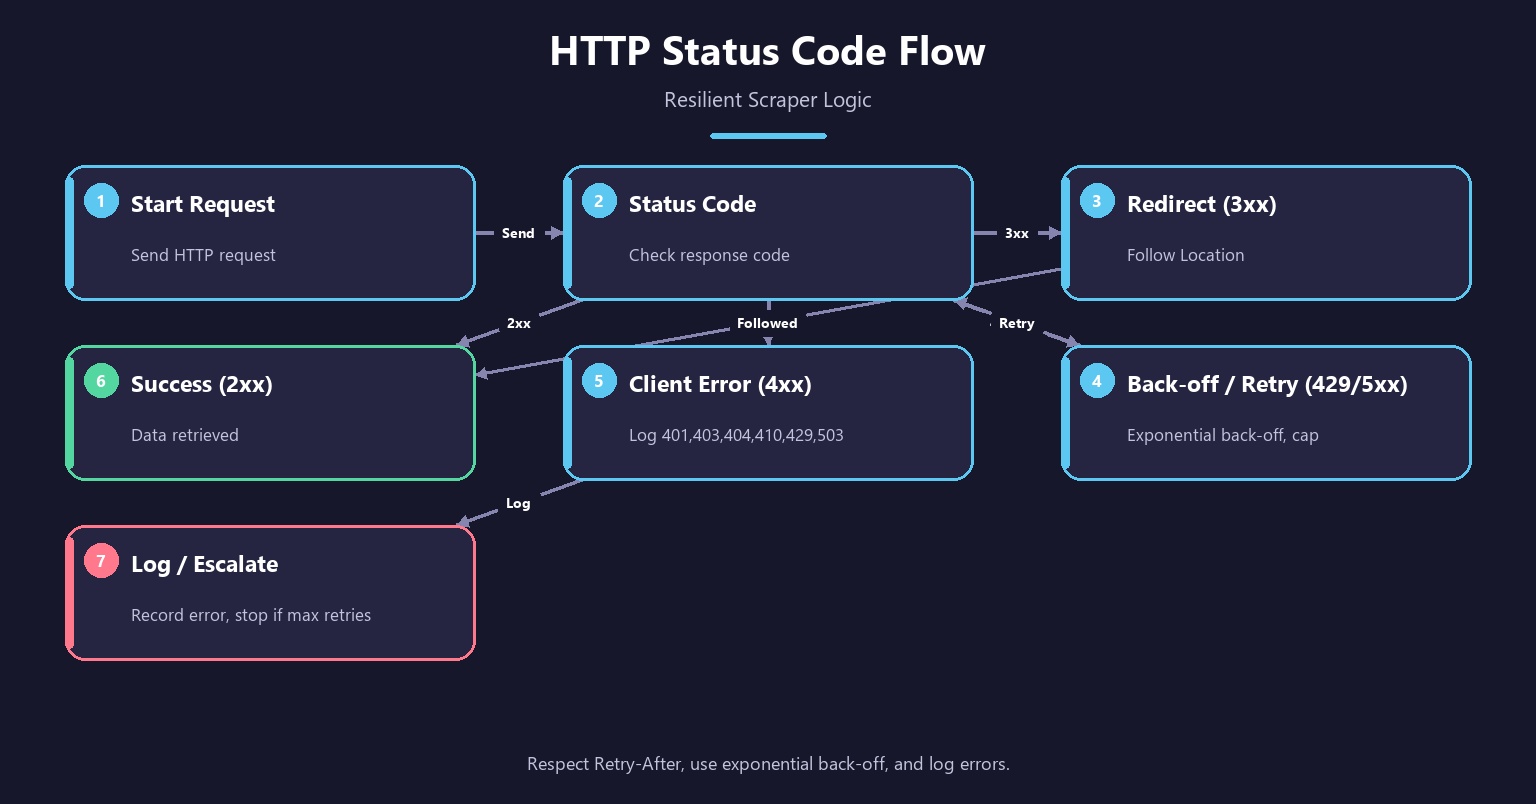 HTTP Status Code Flow
Resilient Scraper Logic
1
Start Request
Send HTTP request
Send
2
Status Code
Check response code
3xx
3
Redirect (3xx)
Follow Location
2xx
Followed
Retry
6
Success (2xx)
Data retrieved
5
Client Error (4xx)
Log 401,403,404,410,429,503
4
Back-off / Retry (429/5xx)
Exponential back-off, cap
Log
7
Log / Escalate
Record error, stop if max retries
Respect Retry-After, use exponential back-off, and log errors.